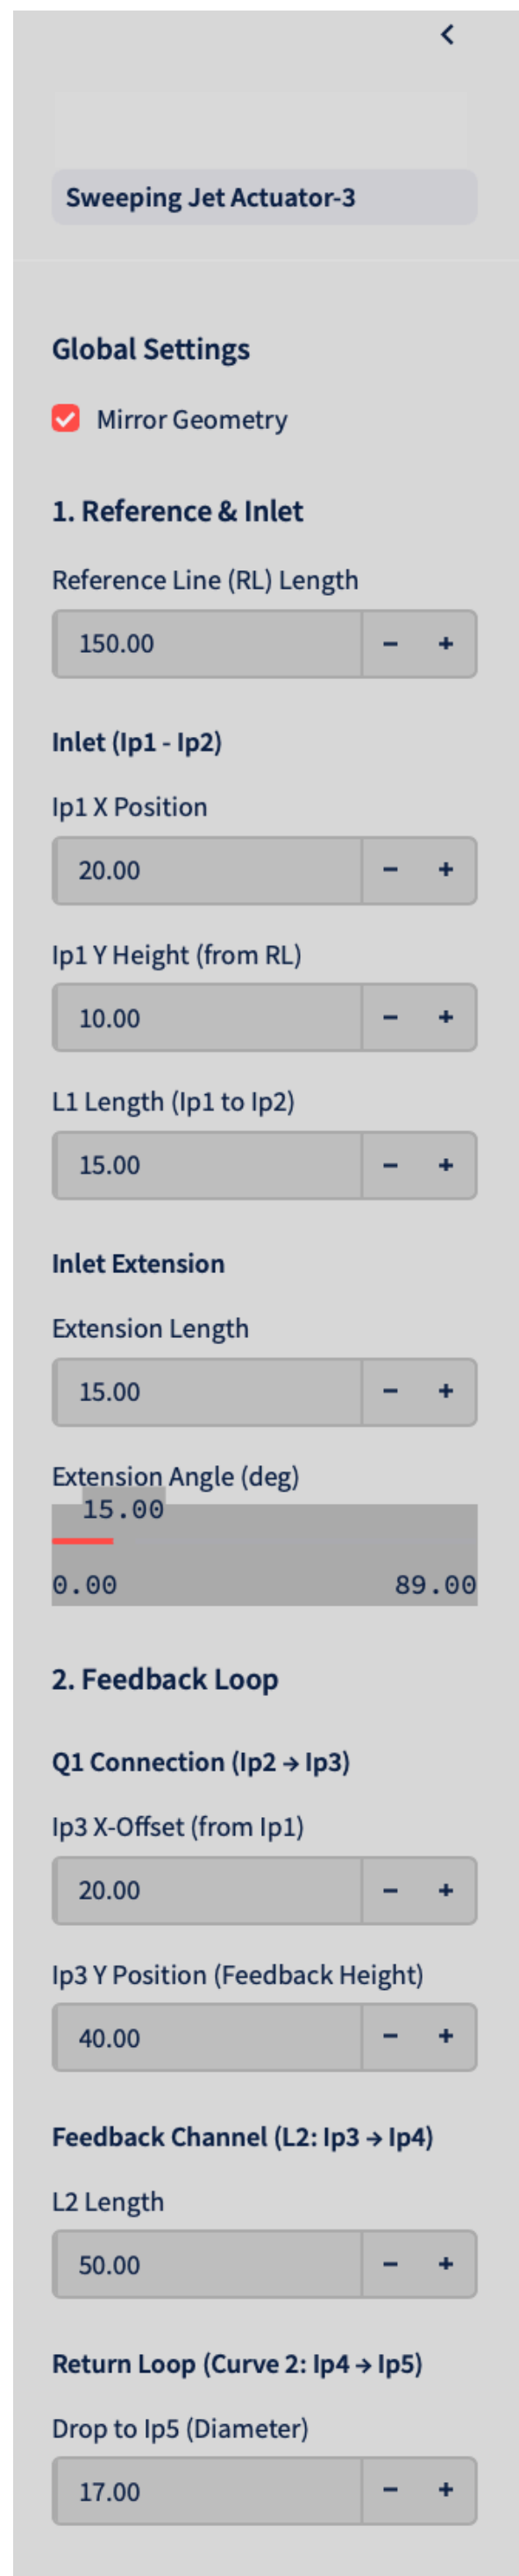 Sweeping Jet Actuator-3
Global Settings
Mirror Geometry
1. Reference & Inlet
Reference Line (RL) Length
150.00 − +
Inlet (Ip1 - Ip2)
Ip1 X Position
20.00 − +
Ip1 Y Height (from RL)
10.00 − +
L1 Length (Ip1 to Ip2)
15.00 − +
Inlet Extension
Extension Length
15.00 − +
Extension Angle (deg)
15.00
0.00 89.00
2. Feedback Loop
Q1 Connection (Ip2 → Ip3)
Ip3 X-Offset (from Ip1)
20.00 − +
Ip3 Y Position (Feedback Height)
40.00 − +
Feedback Channel (L2: Ip3 → Ip4)
L2 Length
50.00 − +
Return Loop (Curve 2: Ip4 → Ip5)
Drop to Ip5 (Diameter)
17.00 − +